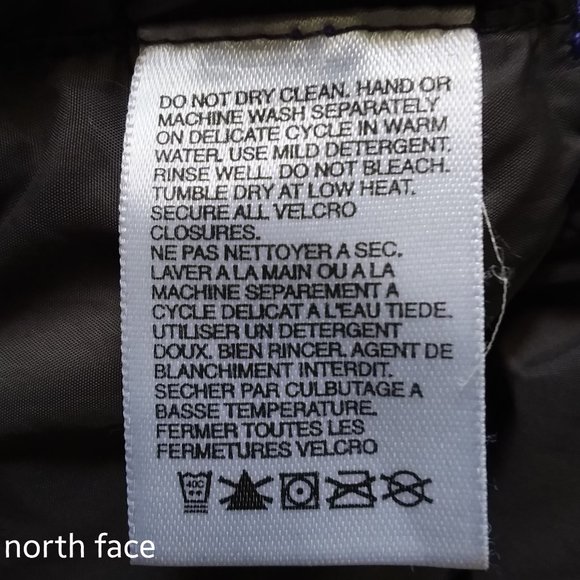 DO NOT DRY CLEAN. HAND OR
MACHINE WASH SEPARATELY
ON DELICATE CYCLE IN WARM
WATER. USE MILD DETERGENT.
RINSE WELL. DO NOT BLEACH.
TUMBLE DRY AT LOW HEAT.
SECURE ALL VELCRO
CLOSURES.
NE PAS NETTOYER A SEC.
LAVER A LA MAIN OU A LA
MACHINE SEPAREMENT A
CYCLE DELICAT A L'EAU TIEDE.
UTILISER UN DETERGENT
DOUX. BIEN RINCER. AGENT DE
BLANCHIMENT INTERDIT.
SECHER PAR CULBUTAGE A
BASSE TEMPERATURE.
FERMER TOUTES LES
FERMETURES VELCRO
40C
north face